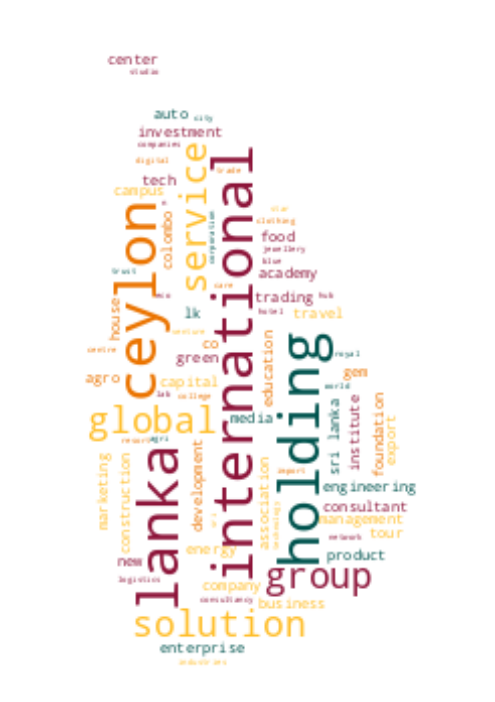 center
studio
auto
city
investment
companies
service
international
digital
trade
tech
campus
ceylon
colombo
corporation
star
clothing
food
jewellery
blue
academy
trust
care
eco
trading
hub
house
lk
hotel
travel
venture
co
centre
green
education
holding
royal
agro
capital
gem
world
lab
college
global
media
sri lanka
institute
foundation
export
resort
agri
lanka
development
marketing
construction
association
import
technology
engineering
consultant
management
network
tour
energy
product
new
logistics
company
group
consultancy
business
solution
enterprise
industries